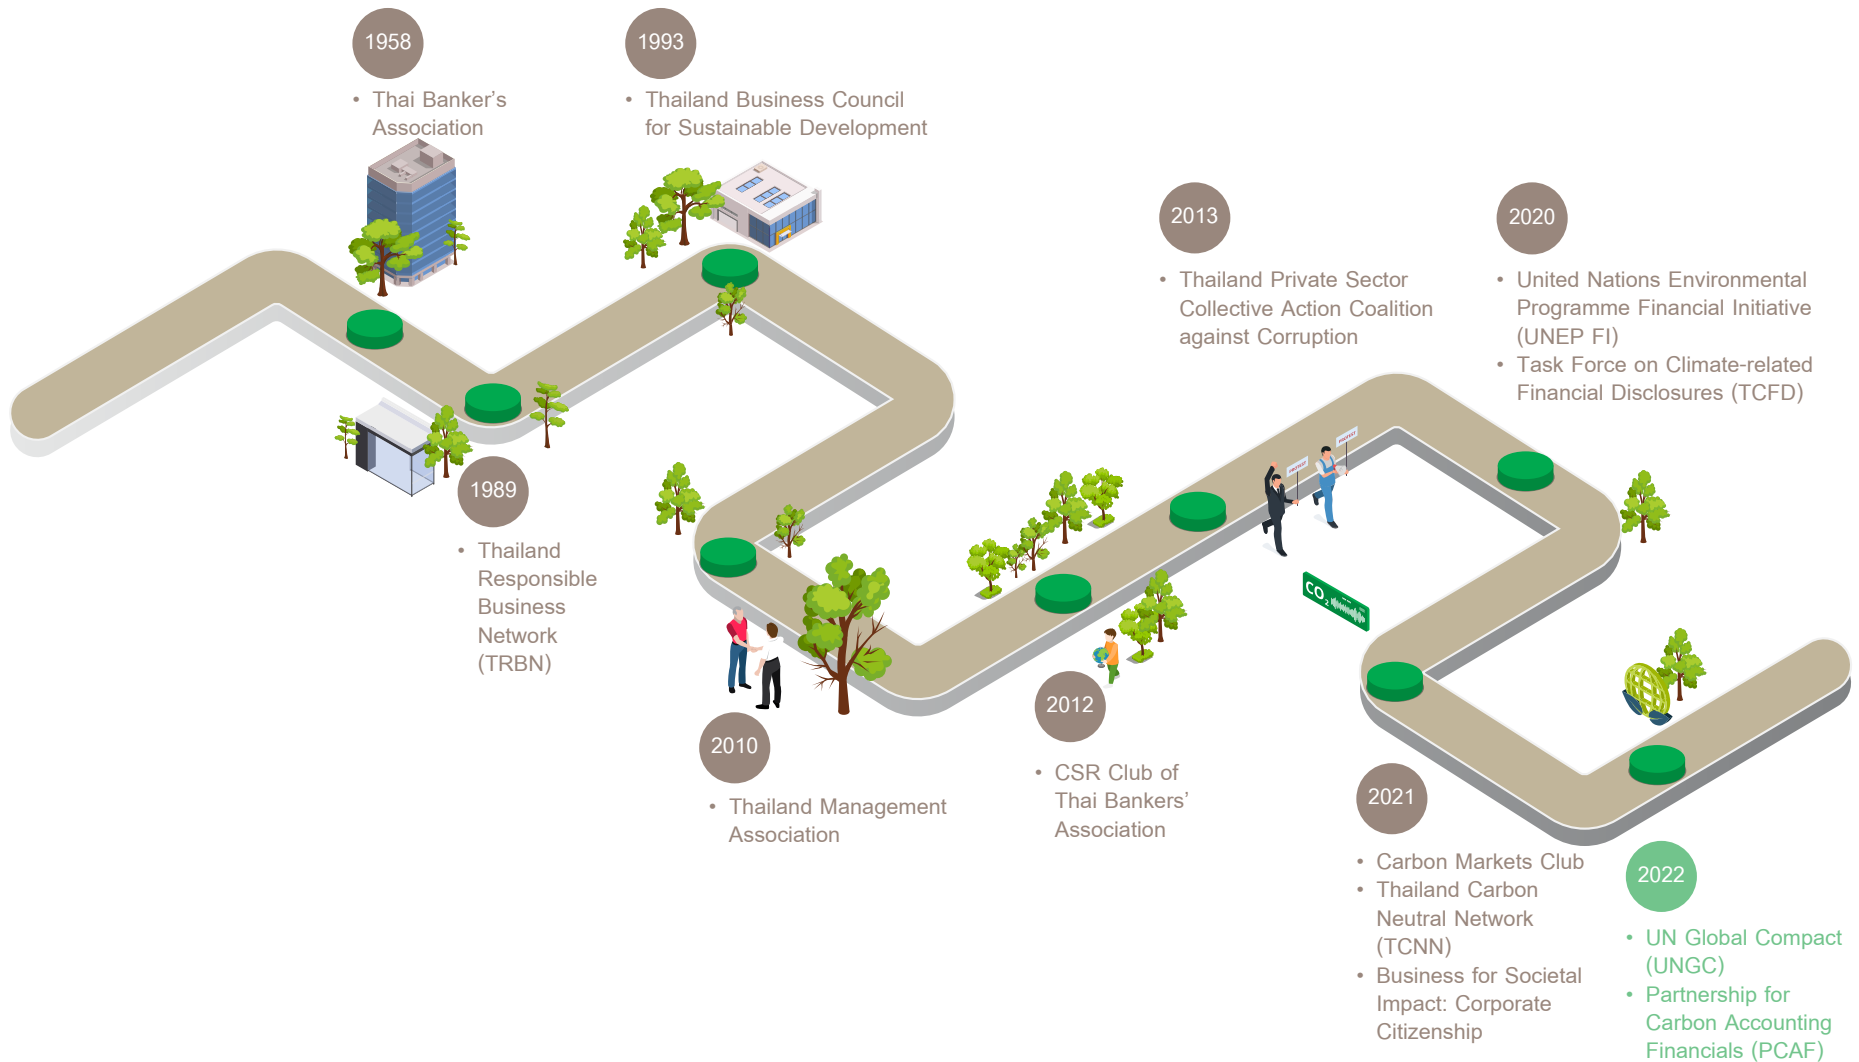 1958
• Thai Banker's
Association
1993
• Thailand Business Council
for Sustainable Development
2013
• Thailand Private Sector
Collective Action Coalition
against Corruption
2020
• United Nations Environmental
Programme Financial Initiative
(UNEP FI)
• Task Force on Climate-related
Financial Disclosures (TCFD)
1989
• Thailand
Responsible
Business
Network
(TRBN)
PROTEST
PROTEST
CO2
2010
• Thailand Management
Association
2012
• CSR Club of
Thai Bankers’
Association
2021
• Carbon Markets Club
• Thailand Carbon
Neutral Network
(TCNN)
• Business for Societal
Impact: Corporate
Citizenship
2022
• UN Global Compact
(UNGC)
• Partnership for
Carbon Accounting
Financials (PCAF)